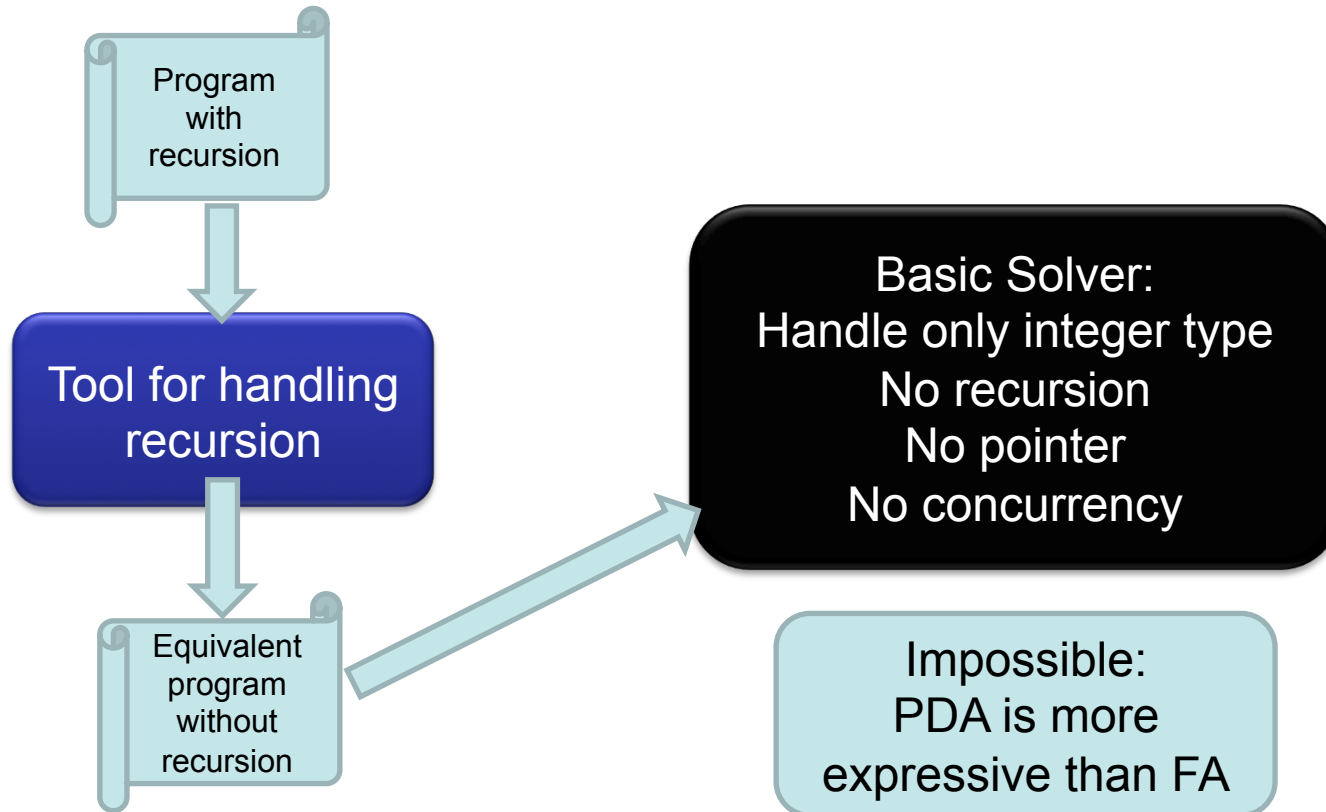 Program
with
recursion
Tool for handling
recursion
Equivalent
program
without
recursion
Basic Solver:
Handle only integer type
No recursion
No pointer
No concurrency
Impossible:
PDA is more
expressive than FA